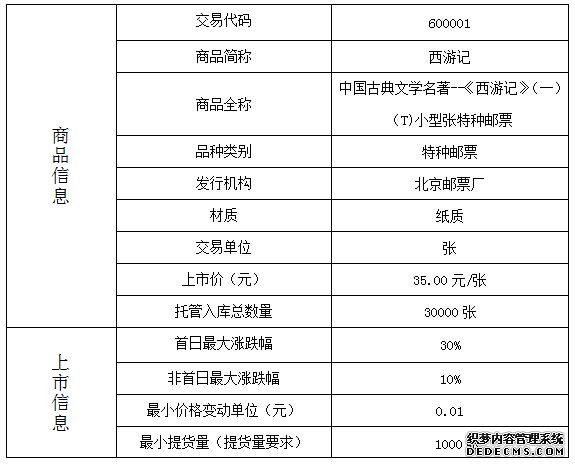 商品信息
交易代码 600001
商品简称 西游记
商品全称 中国古典文学名著--《西游记》（一）
（T）小型张特种邮票
品种类别 特种邮票
发行机构 北京邮票厂
材质 纸质
交易单位 张
上市价（元） 35.00 元/张
托管入库总数量 30000 张
上市信息
首日最大涨跌幅 30%
非首日最大涨跌幅 10%
最小价格变动单位（元） 0.01
最小提货量（提货量要求） 1000
织梦内容管理系统
DEDECMS.COM